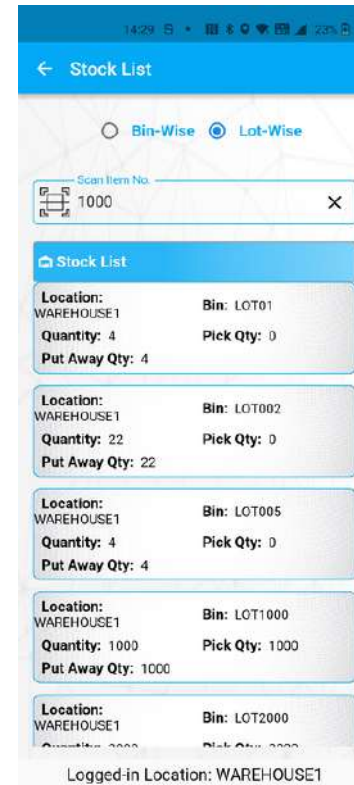 14:29 S • 23%
Stock List
Bin-Wise Lot-Wise
Scan Item No.
1000
Stock List
Location:
WAREHOUSE1
Bin: LOT01
Quantity: 4 Pick Qty: 0
Put Away Qty: 4
Location:
WAREHOUSE1
Bin: LOT002
Quantity: 22 Pick Qty: 0
Put Away Qty: 22
Location:
WAREHOUSE1
Bin: LOT005
Quantity: 4 Pick Qty: 0
Put Away Qty: 4
Location:
WAREHOUSE1
Bin: LOT1000
Quantity: 1000 Pick Qty: 1000
Put Away Qty: 1000
Location:
WAREHOUSE1
Bin: LOT2000
Logged-in Location: WAREHOUSE1